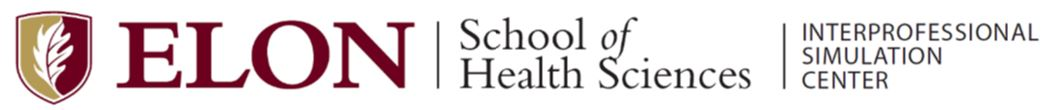 ELON
School of
Health Sciences
INTERPROFESSIONAL
SIMULATION
CENTER